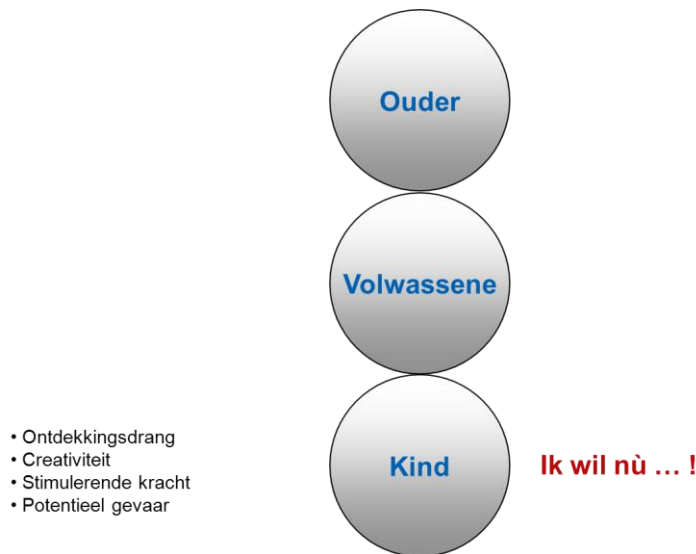 Ouder
Volwassene
• Ontdekkingsdrang
• Creativiteit
• Stimulerende kracht
• Potentieel gevaar
Kind
Ik wil nù ... !